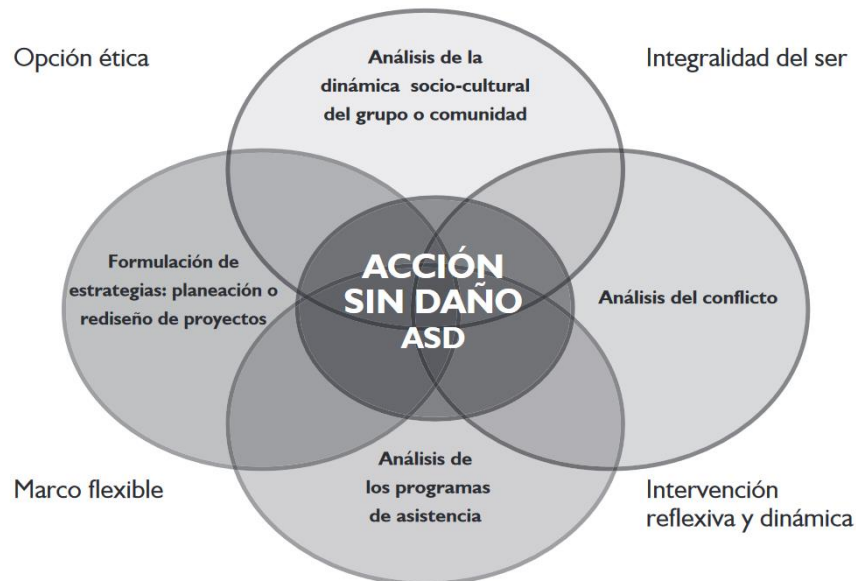 Opción ética
Análisis de la
dinámica socio-cultural
del grupo o comunidad
Integralidad del ser
Formulación de
estrategias: planeación o
rediseño de proyectos
ACCIÓN
SIN DAÑO
ASD
Análisis del conflicto
Marco flexible
Análisis de
los programas
de asistencia
Intervención
reflexiva y dinámica